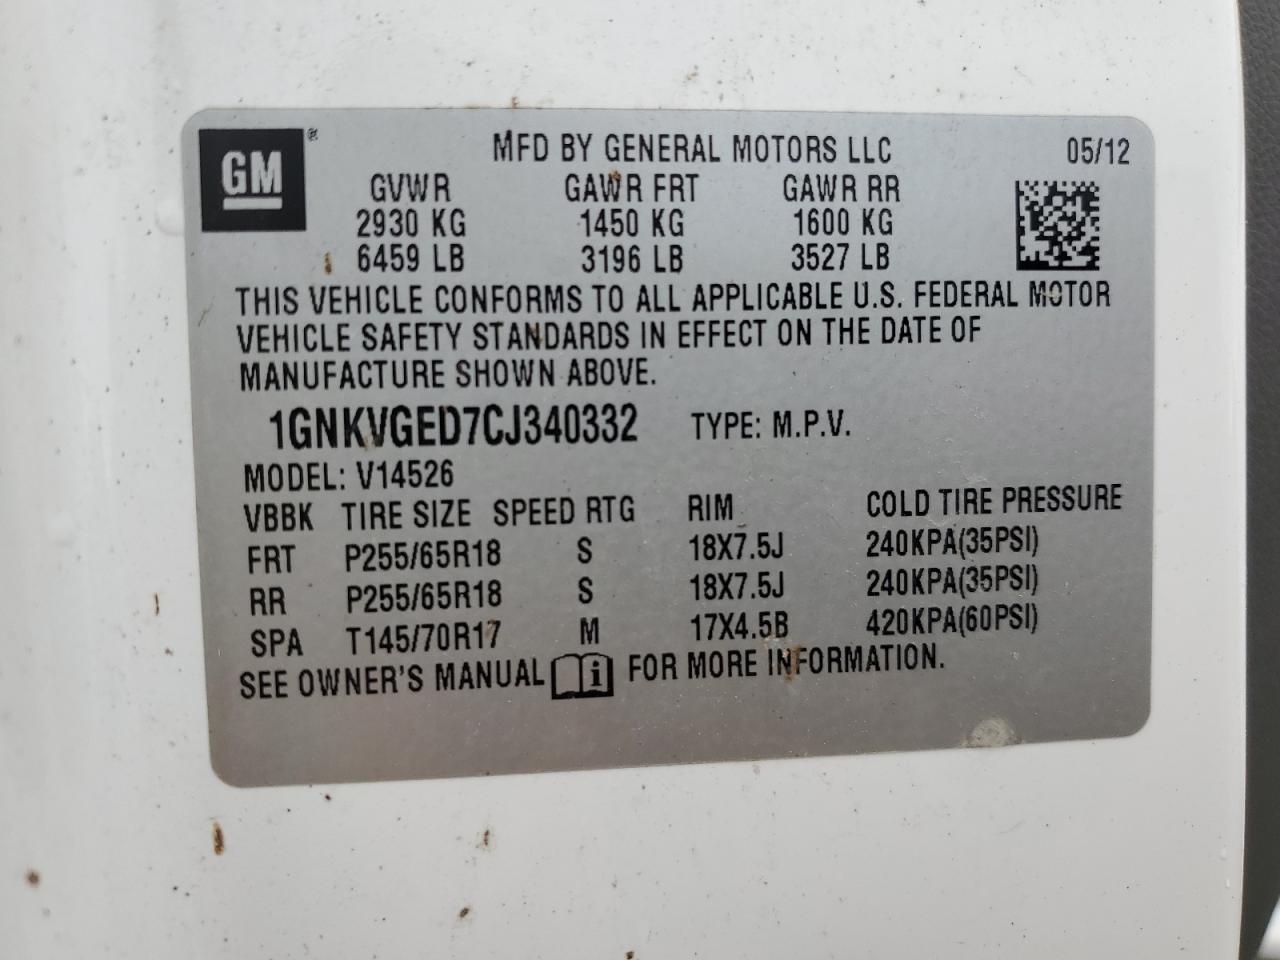 GM ® MFD BY GENERAL MOTORS LLC 05/12
GVWR GAWR FRT GAWR RR
2930 KG 1450 KG 1600 KG
6459 LB 3196 LB 3527 LB
THIS VEHICLE CONFORMS TO ALL APPLICABLE U.S. FEDERAL MOTOR
VEHICLE SAFETY STANDARDS IN EFFECT ON THE DATE OF
MANUFACTURE SHOWN ABOVE.
1GNKVGED7CJ340332 TYPE: M.P.V.
MODEL: V14526
VBBK TIRE SIZE SPEED RTG RIM COLD TIRE PRESSURE
FRT P255/65R18 S 18X7.5J 240KPA(35PSI)
RR P255/65R18 S 18X7.5J 240KPA(35PSI)
SPA T145/70R17 M 17X4.5B 420KPA(60PSI)
SEE OWNER'S MANUAL i FOR MORE INFORMATION.